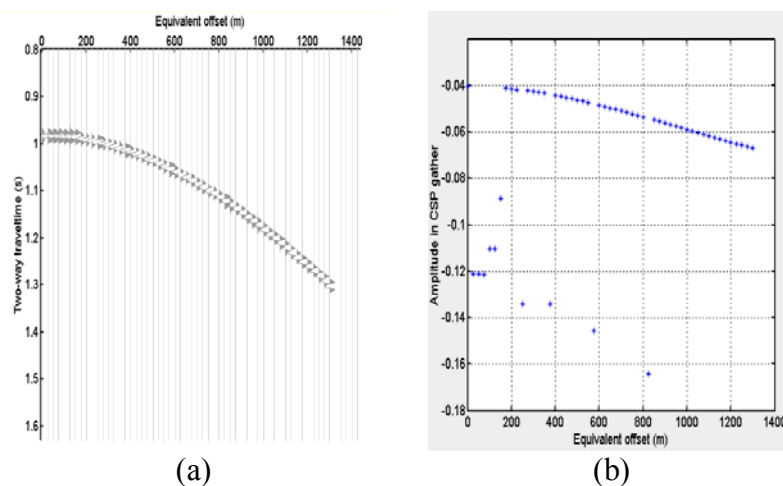 Equivalent offset (m)
0 200 400 600 800 1000 1200 1400
0.8
0.9
1
1.1
1.2
1.3
1.4
1.5
1.6
Two-way traveltime (s)
(a)
-0.04
-0.06
-0.08
-0.1
-0.12
-0.14
-0.16
-0.18
Amplitude in CSP gather
0 200 400 600 800 1000 1200 1400
Equivalent offset (m)
(b)